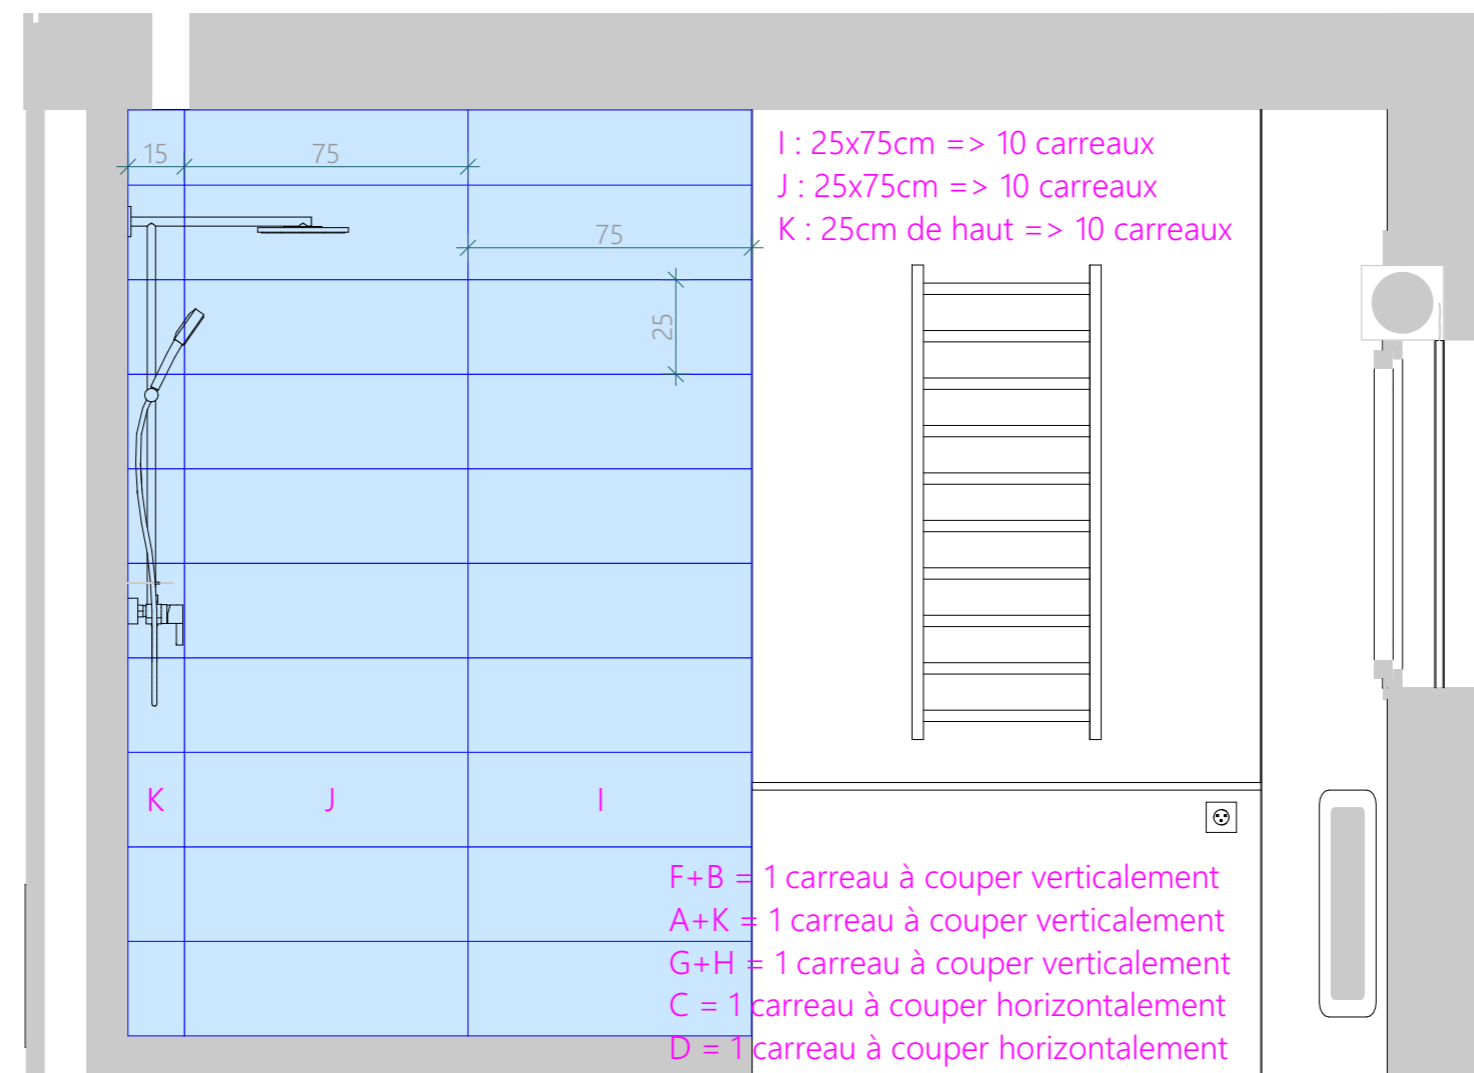 I : 25x75cm => 10 carreaux
J : 25x75cm => 10 carreaux
K : 25cm de haut => 10 carreaux
15
75
75
25
K
J
I
F+B = 1 carreau à couper verticalement
A+K = 1 carreau à couper verticalement
G+H = 1 carreau à couper verticalement
C = 1 carreau à couper horizontalement
D = 1 carreau à couper horizontalement